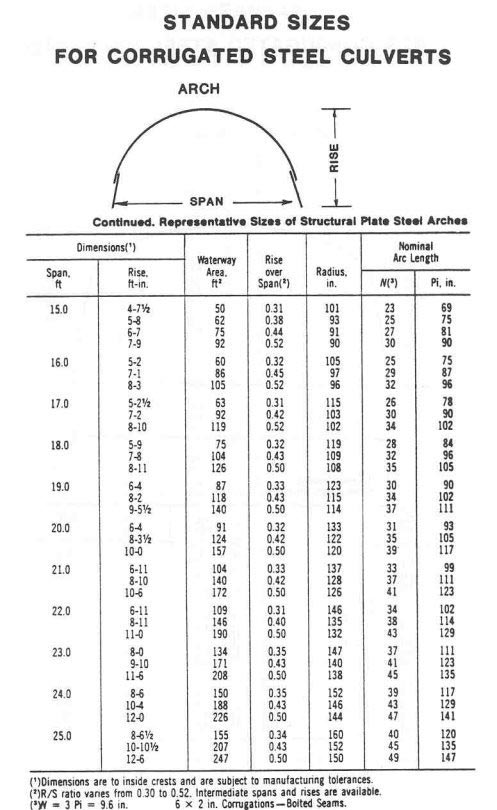 STANDARD SIZES
FOR CORRUGATED STEEL CULVERTS
ARCH
RISE
SPAN
Continued. Representative Sizes of Structural Plate Steel Arches
Dimensions(¹) Waterway Area, ft² Rise over Span(²) Radius, in. Nominal Arc Length
Span, ft Rise, ft-in. N(³) Pi, in.
15.0 4-7½ 50 0.31 101 23 69
5-8 62 0.38 93 25 75
6-7 75 0.44 91 27 81
7-9 92 0.52 90 30 90
16.0 5-2 60 0.32 105 25 75
7-1 86 0.45 97 29 87
8-3 105 0.52 96 32 96
17.0 5-2½ 63 0.31 115 26 78
7-2 92 0.42 103 30 90
8-10 119 0.52 102 34 102
18.0 5-9 75 0.32 119 28 84
7-8 104 0.43 109 32 96
8-11 126 0.50 108 35 105
19.0 6-4 87 0.33 123 30 90
8-2 118 0.43 115 34 102
9-5½ 140 0.50 114 37 111
20.0 6-4 91 0.32 133 31 93
8-3½ 124 0.42 122 35 105
10-0 157 0.50 120 39 117
21.0 6-11 104 0.33 137 33 99
8-10 140 0.42 128 37 111
10-6 172 0.50 126 41 123
22.0 6-11 109 0.31 146 34 102
8-11 146 0.40 135 38 114
11-0 190 0.50 132 43 129
23.0 8-0 134 0.35 147 37 111
9-10 171 0.43 140 41 123
11-6 208 0.50 138 45 135
24.0 8-6 150 0.35 152 39 117
10-4 188 0.43 146 43 129
12-0 226 0.50 144 47 141
25.0 8-6½ 155 0.34 160 40 120
10-10½ 207 0.43 152 45 135
12-6 247 0.50 150 49 147
(¹)Dimensions are to inside crests and are subject to manufacturing tolerances.
(²)R/S ratio varies from 0.30 to 0.52. Intermediate spans and rises are available.
(³W = 3 Pi = 9.6 in. 6 × 2 in. Corrugations—Bolted Seams.